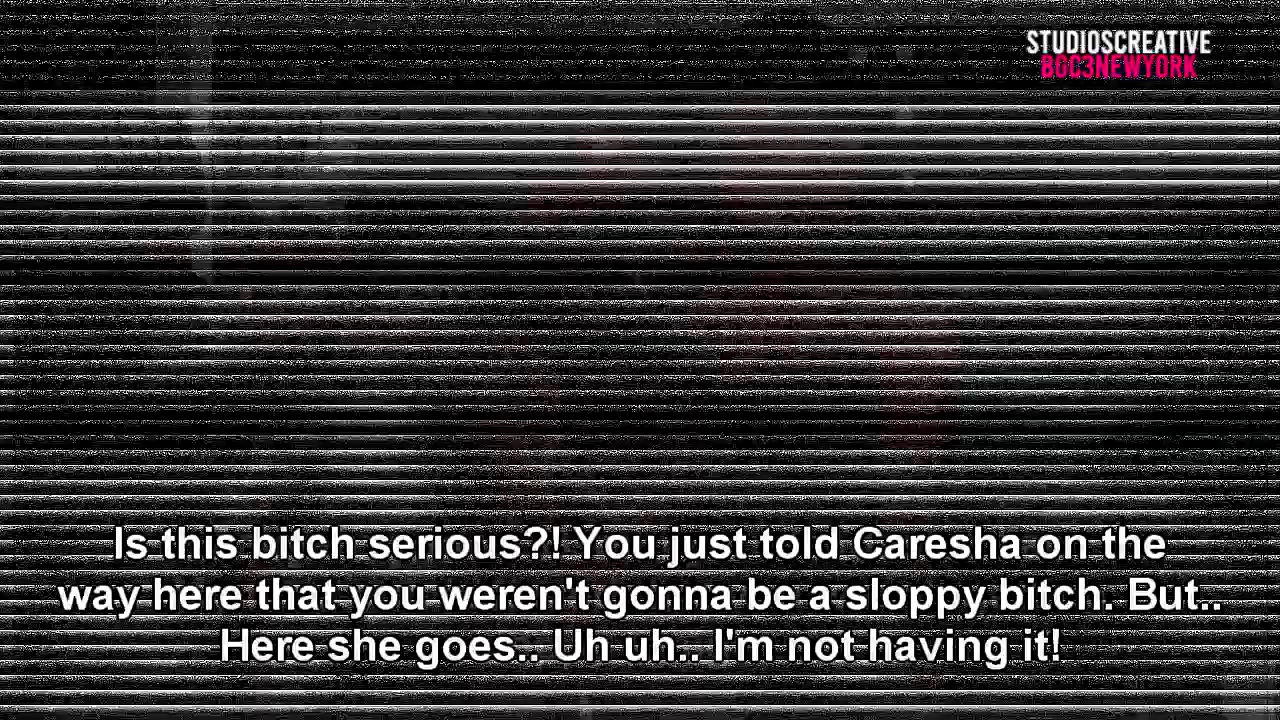 STUDIOSCREATIVE
BGC3NEWYORK
Is this bitch serious?! You just told Caresha on the
way here that you weren't gonna be a sloppy bitch. But..
Here she goes.. Uh uh.. I'm not having it!